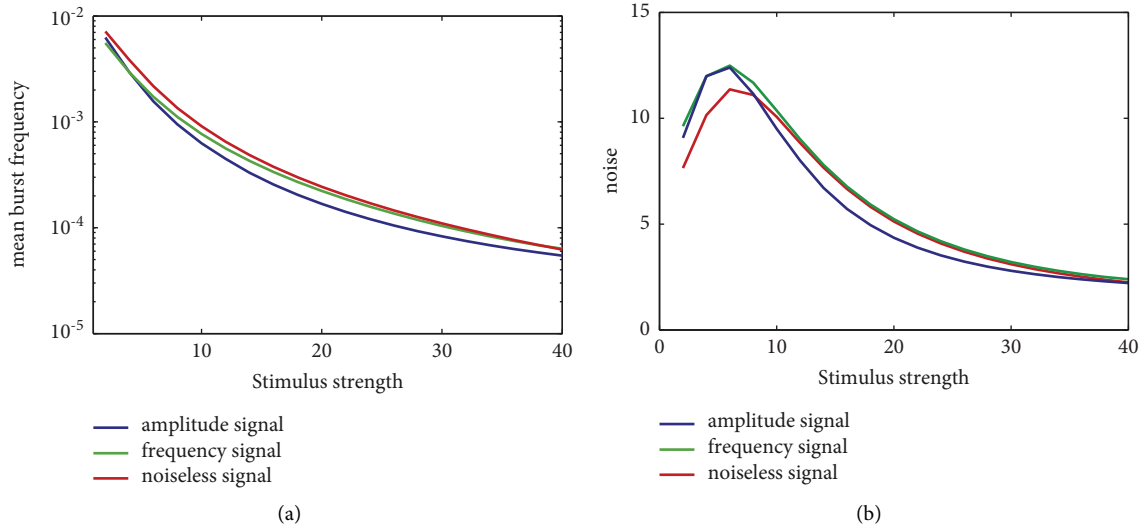 10-2
10-3
10-4
10-5
mean burst frequency
10 20 30 40
Stimulus strength
amplitude signal
frequency signal
noiseless signal
(a)
15
10
5
0
noise
0 10 20 30 40
Stimulus strength
amplitude signal
frequency signal
noiseless signal
(b)